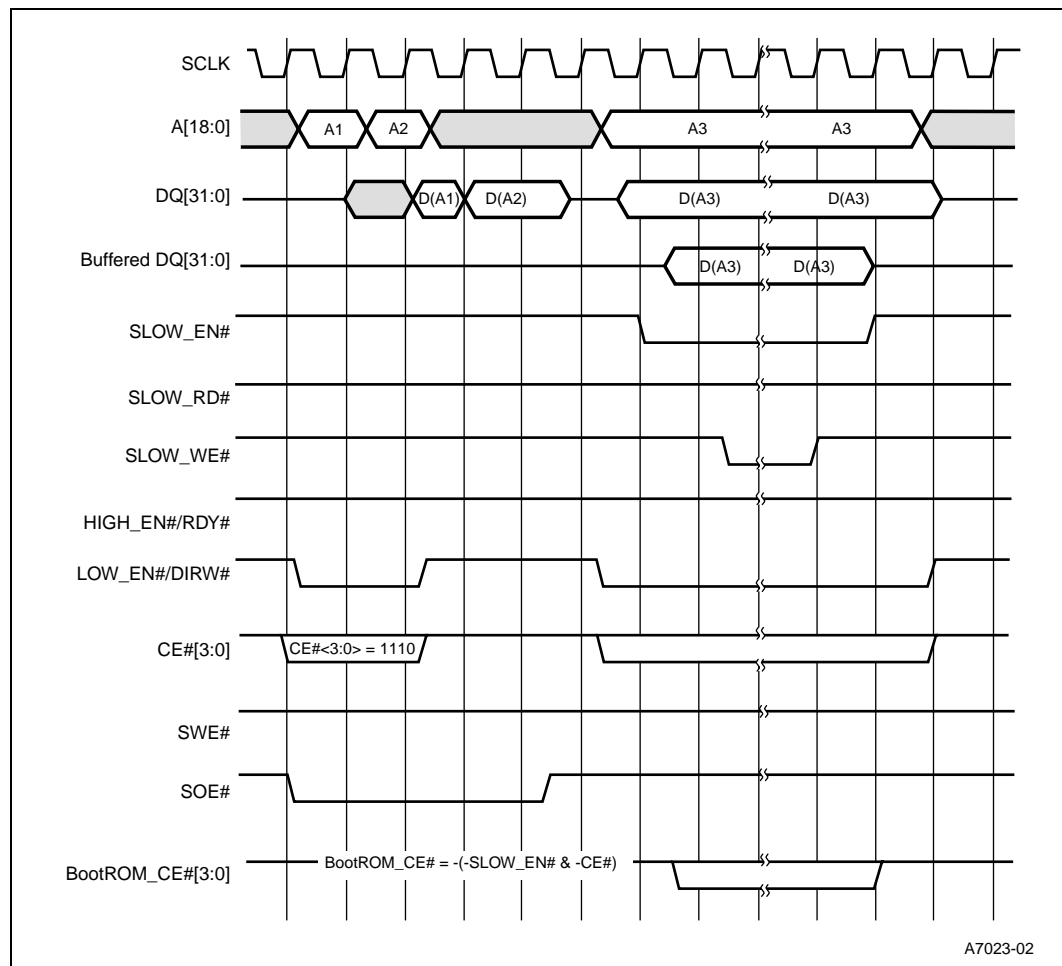 SCLK
A[18:0]
A1
A2
A3
A3
DQ[31:0]
D(A1)
D(A2)
D(A3)
D(A3)
Buffered DQ[31:0]
D(A3)
D(A3)
SLOW_EN#
SLOW_RD#
SLOW_WE#
HIGH_EN#/RDY#
LOW_EN#/DIRW#
CE#[3:0]
CE#<3:0> = 1110
SWE#
SOE#
BootROM_CE#[3:0]
BootROM_CE# = -(-SLOW_EN# & -CE#)
A7023-02